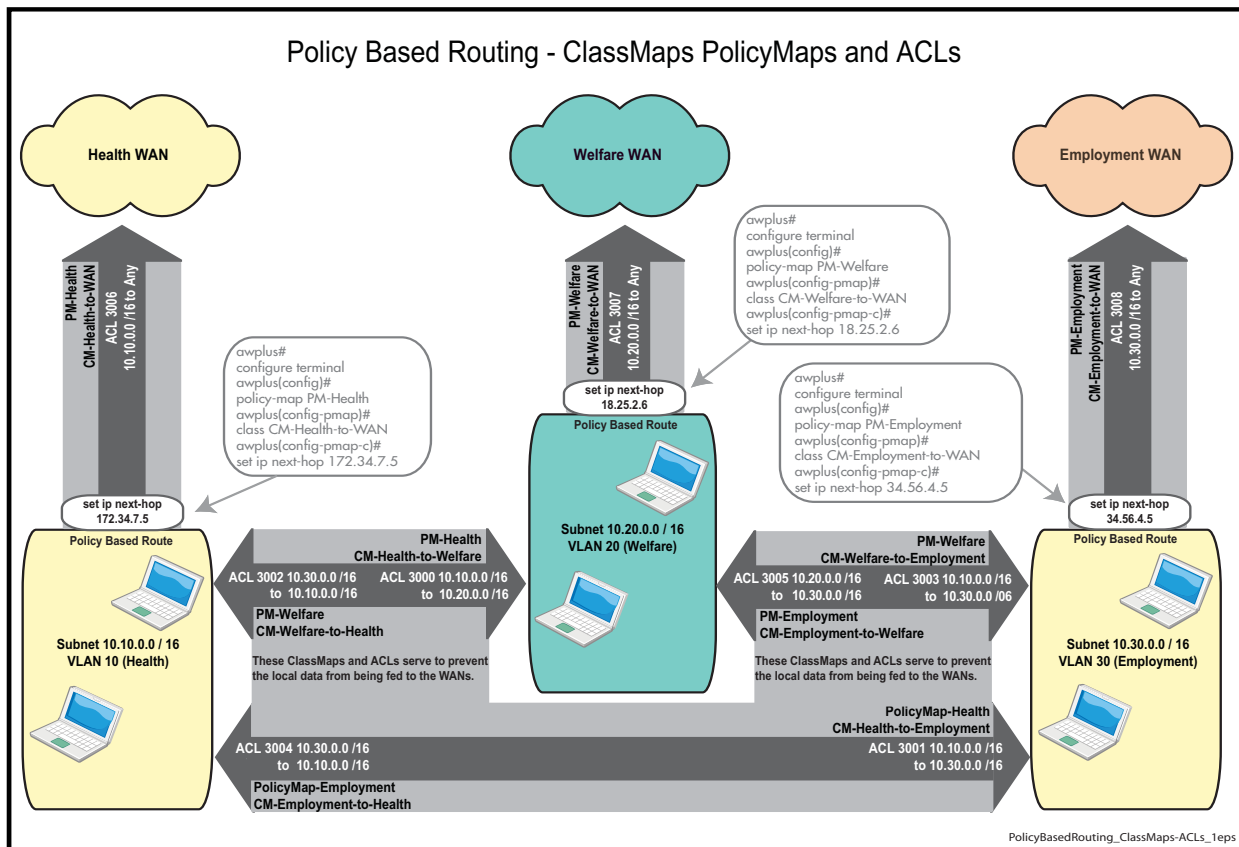 Policy Based Routing - ClassMaps PolicyMaps and ACLs
Health WAN
Welfare WAN
Employment WAN
PM-Health
CM-Health-to-WAN
ACL 3006
10.10.0.0 /16 to Any
awplus#
configure terminal
awplus(config)#
policy-map PM-Health
awplus(config-pmap)#
class CM-Health-to-WAN
awplus(config-pmap-c)#
set ip next-hop 172.34.7.5
PM-Welfare
CM-Welfare-to-WAN
ACL 3007
10.20.0.0 /16 to Any
awplus#
configure terminal
awplus(config)#
policy-map PM-Welfare
awplus(config-pmap)#
class CM-Welfare-to-WAN
awplus(config-pmap-c)#
set ip next-hop 18.25.2.6
awplus#
configure terminal
awplus(config)#
policy-map PM-Employment
awplus(config-pmap)#
class CM-Employment-to-WAN
awplus(config-pmap-c)#
set ip next-hop 34.56.4.5
PM-Employment
CM-Employment-to-WAN
ACL 3008
10.30.0.0 /16 to Any
set ip next-hop
172.34.7.5
Policy Based Route
Subnet 10.10.0.0 / 16
VLAN 10 (Health)
set ip next-hop
18.25.2.6
Policy Based Route
Subnet 10.20.0.0 / 16
VLAN 20 (Welfare)
set ip next-hop
34.56.4.5
Policy Based Route
Subnet 10.30.0.0 / 16
VLAN 30 (Employment)
PM-Health
CM-Health-to-Welfare
ACL 3002 10.30.0.0 /16
to 10.10.0.0 /16
ACL 3000 10.10.0.0 /16
to 10.20.0.0 /16
PM-Welfare
CM-Welfare-to-Health
These ClassMaps and ACLs serve to prevent
the local data from being fed to the WANs.
PM-Welfare
CM-Welfare-to-Employment
ACL 3005 10.20.0.0 /16
to 10.30.0.0 /16
ACL 3003 10.10.0.0 /16
to 10.30.0.0 /06
PM-Employment
CM-Employment-to-Welfare
These ClassMaps and ACLs serve to prevent
the local data from being fed to the WANs.
PolicyMap-Health
CM-Health-to-Employment
ACL 3004 10.30.0.0 /16
to 10.10.0.0 /16
ACL 3001 10.10.0.0 /16
to 10.30.0.0 /16
PolicyMap-Employment
CM-Employment-to-Health
PolicyBasedRouting_ClassMaps-ACLs_1eps